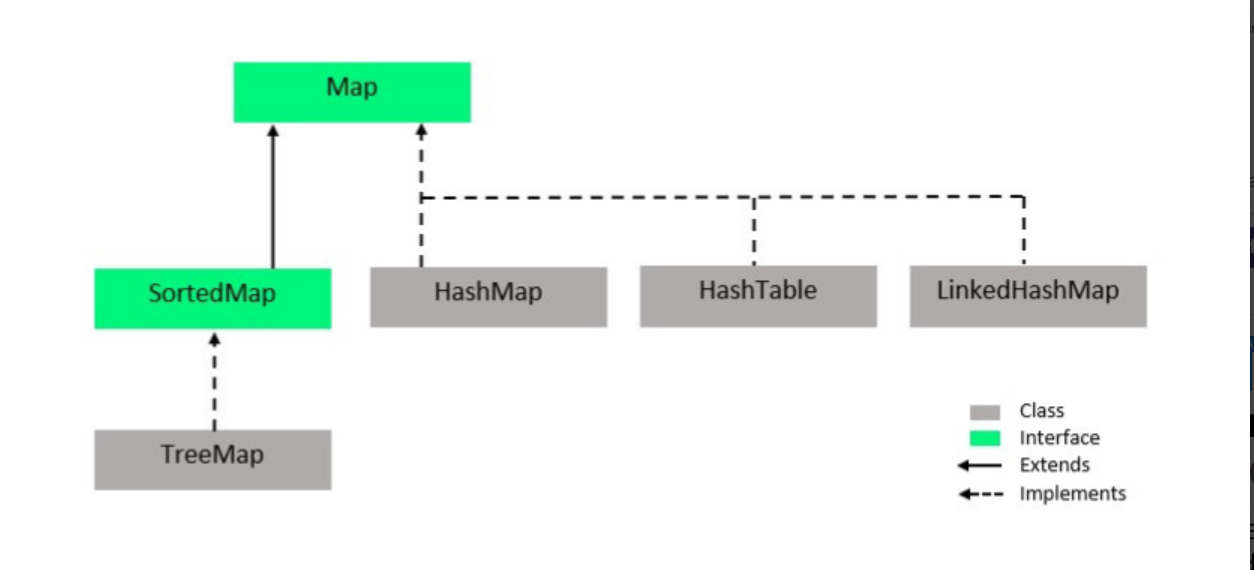 Map
SortedMap
HashMap
HashTable
LinkedHashMap
TreeMap
Class
Interface
Extends
Implements